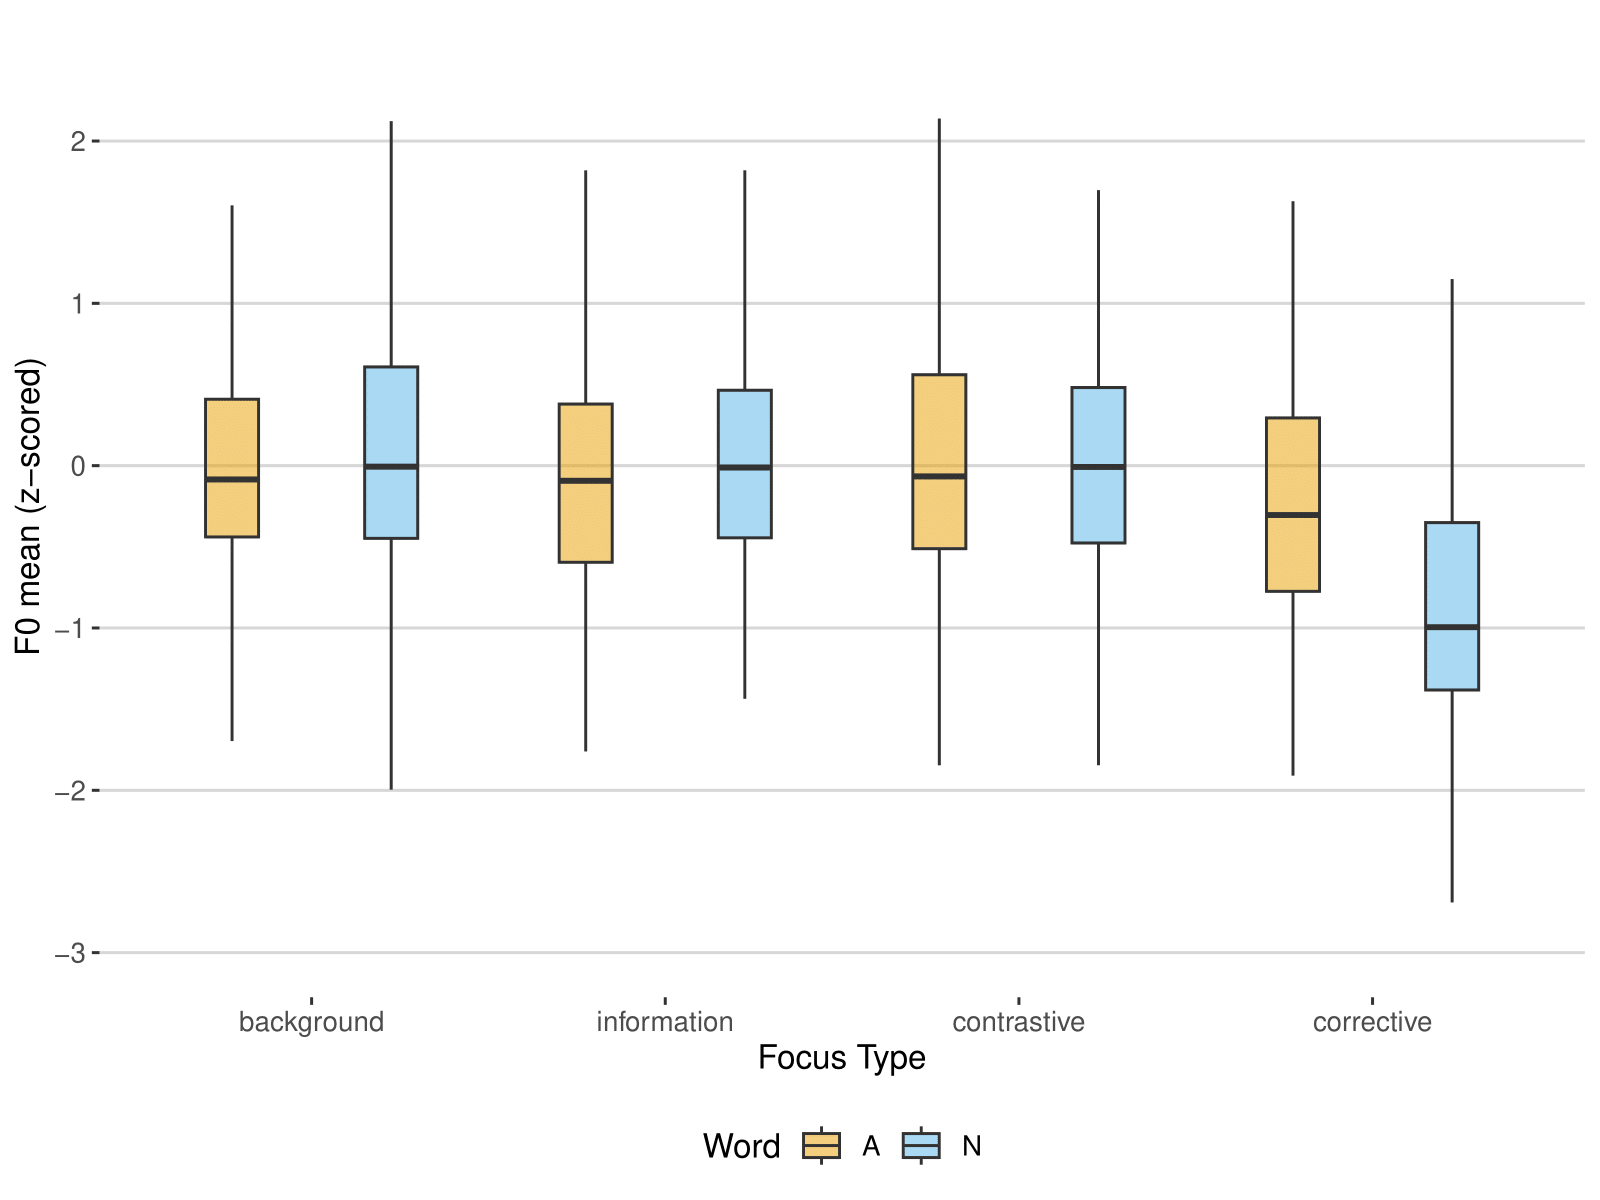 F0 mean (z−scored)
2
1
0
−1
−2
−3
background information contrastive corrective
Focus Type
Word A N